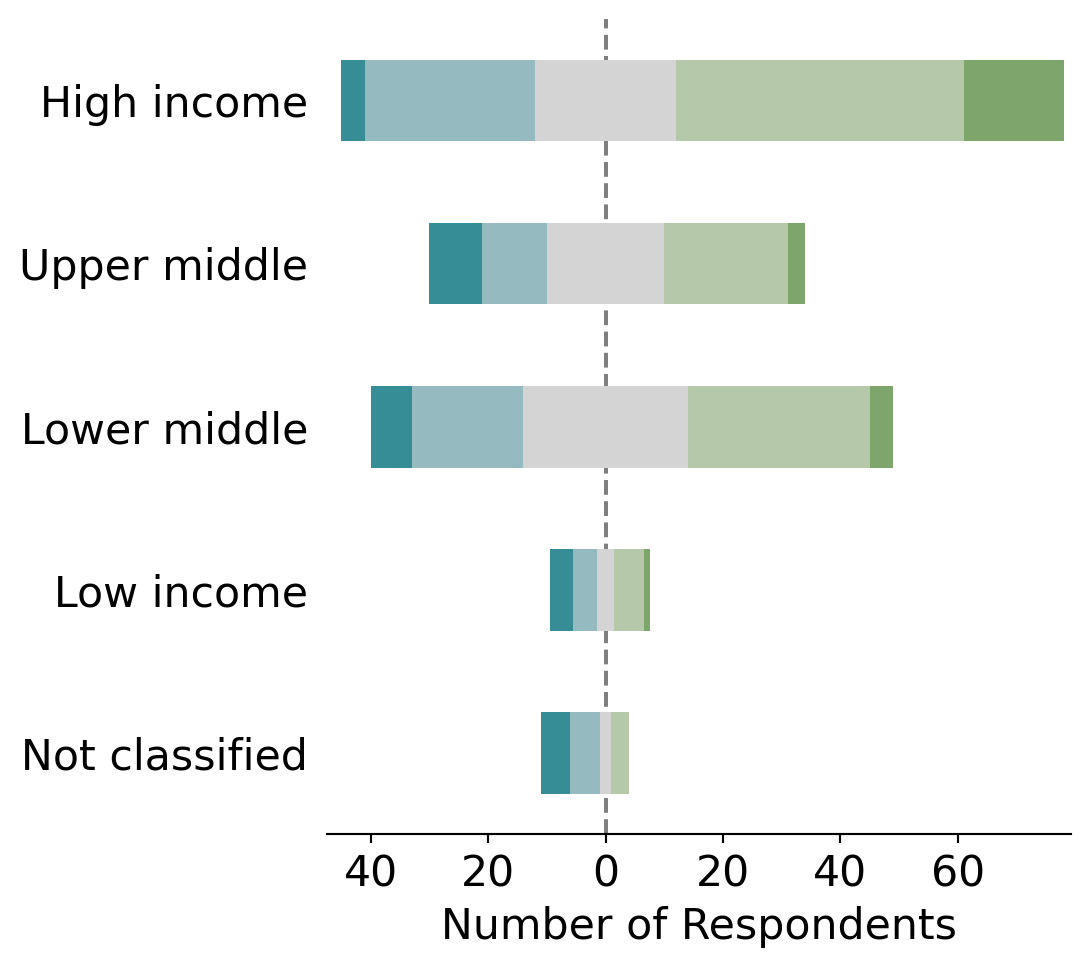 High income
Upper middle
Lower middle
Low income
Not classified
40 20 0 20 40 60
Number of Respondents